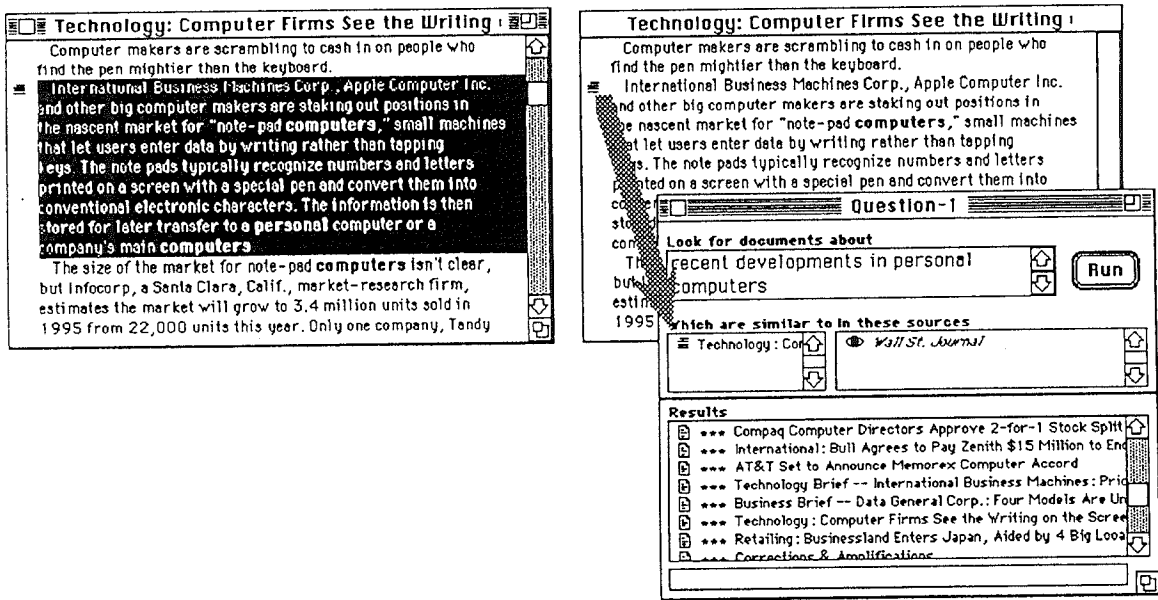 Technology: Computer Firms See the Writing
Computer makers are scrambling to cash in on people who
find the pen mightier than the keyboard.
International Business Machines Corp., Apple Computer Inc.
and other big computer makers are staking out positions in
the nascent market for "note-pad computers," small machines
that let users enter data by writing rather than tapping
keys. The note pads typically recognize numbers and letters
printed on a screen with a special pen and convert them into
conventional electronic characters. The information is then
stored for later transfer to a personal computer or a
company's main computers
The size of the market for note-pad computers isn't clear,
but Infocorp, a Santa Clara, Calif., market-research firm,
estimates the market will grow to 3.4 million units sold in
1995 from 22,000 units this year. Only one company, Tandy
Technology: Computer Firms See the Writing
Computer makers are scrambling to cash in on people who
find the pen mightier than the keyboard.
International Business Machines Corp., Apple Computer Inc.
and other big computer makers are staking out positions in
nascent market for "note-pad computers," small machines
let users enter data by writing rather than tapping
The note pads typically recognize numbers and letters
printed on a screen with a special pen and convert them into
1995
Question-1
Look for documents about
recent developments in personal
computers
Run
Which are similar to In these sources
Technology: Cor
Wall St. Journal
Results
*** Compaq Computer Directors Approve 2-for-1 Stock Split
*** International: Bull Agrees to Pay Zenith $15 Million to End
*** AT&T Set to Announce Memorex Computer Accord
*** Technology Brief -- International Business Machines: Pric
*** Business Brief -- Data General Corp.: Four Models Are Un
*** Technology: Computer Firms See the Writing on the Scree
*** Retailing: Businessland Enters Japan, Aided by 4 Big Loca
*** Corrections & Amplifications